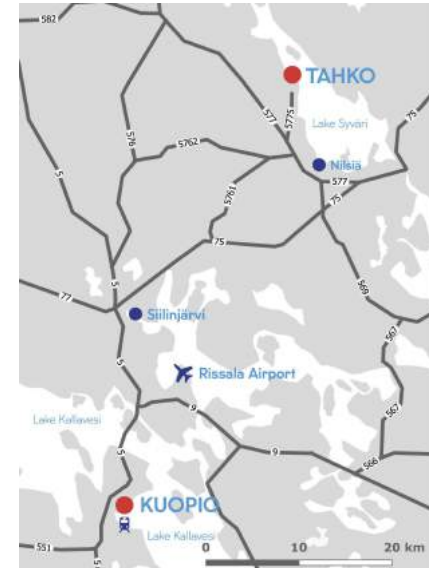 582
TAHKO
577
5775
Lake Syväri
75
576
5762
5
Nilsiä
577
5761
75
75
569
77
5
Siilinjärvi
567
5
Rissala Airport
9
567
Lake Kallavesi
5
9
566
KUOPIO
Lake Kallavesi
551
0 10 20 km